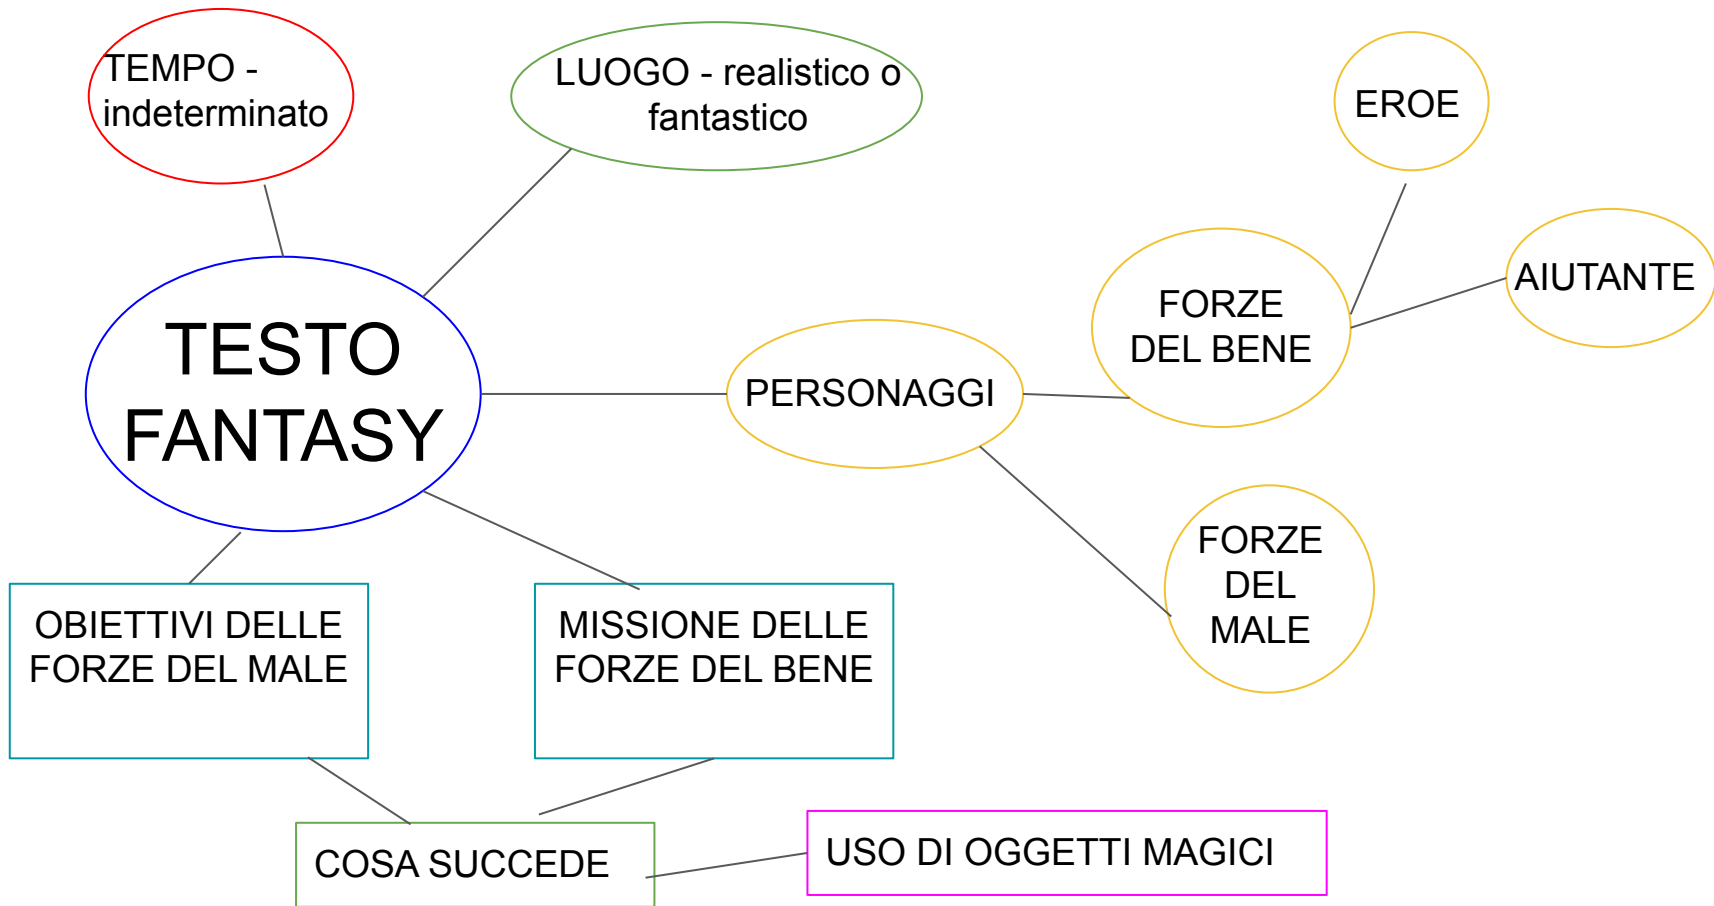 TEMPO -
indeterminato
LUOGO - realistico o
fantastico
EROE
AIUTANTE
FORZE
DEL BENE
TESTO
FANTASY
PERSONAGGI
FORZE
DEL
MALE
OBIETTIVI DELLE
FORZE DEL MALE
MISSIONE DELLE
FORZE DEL BENE
COSA SUCCEDE
USO DI OGGETTI MAGICI